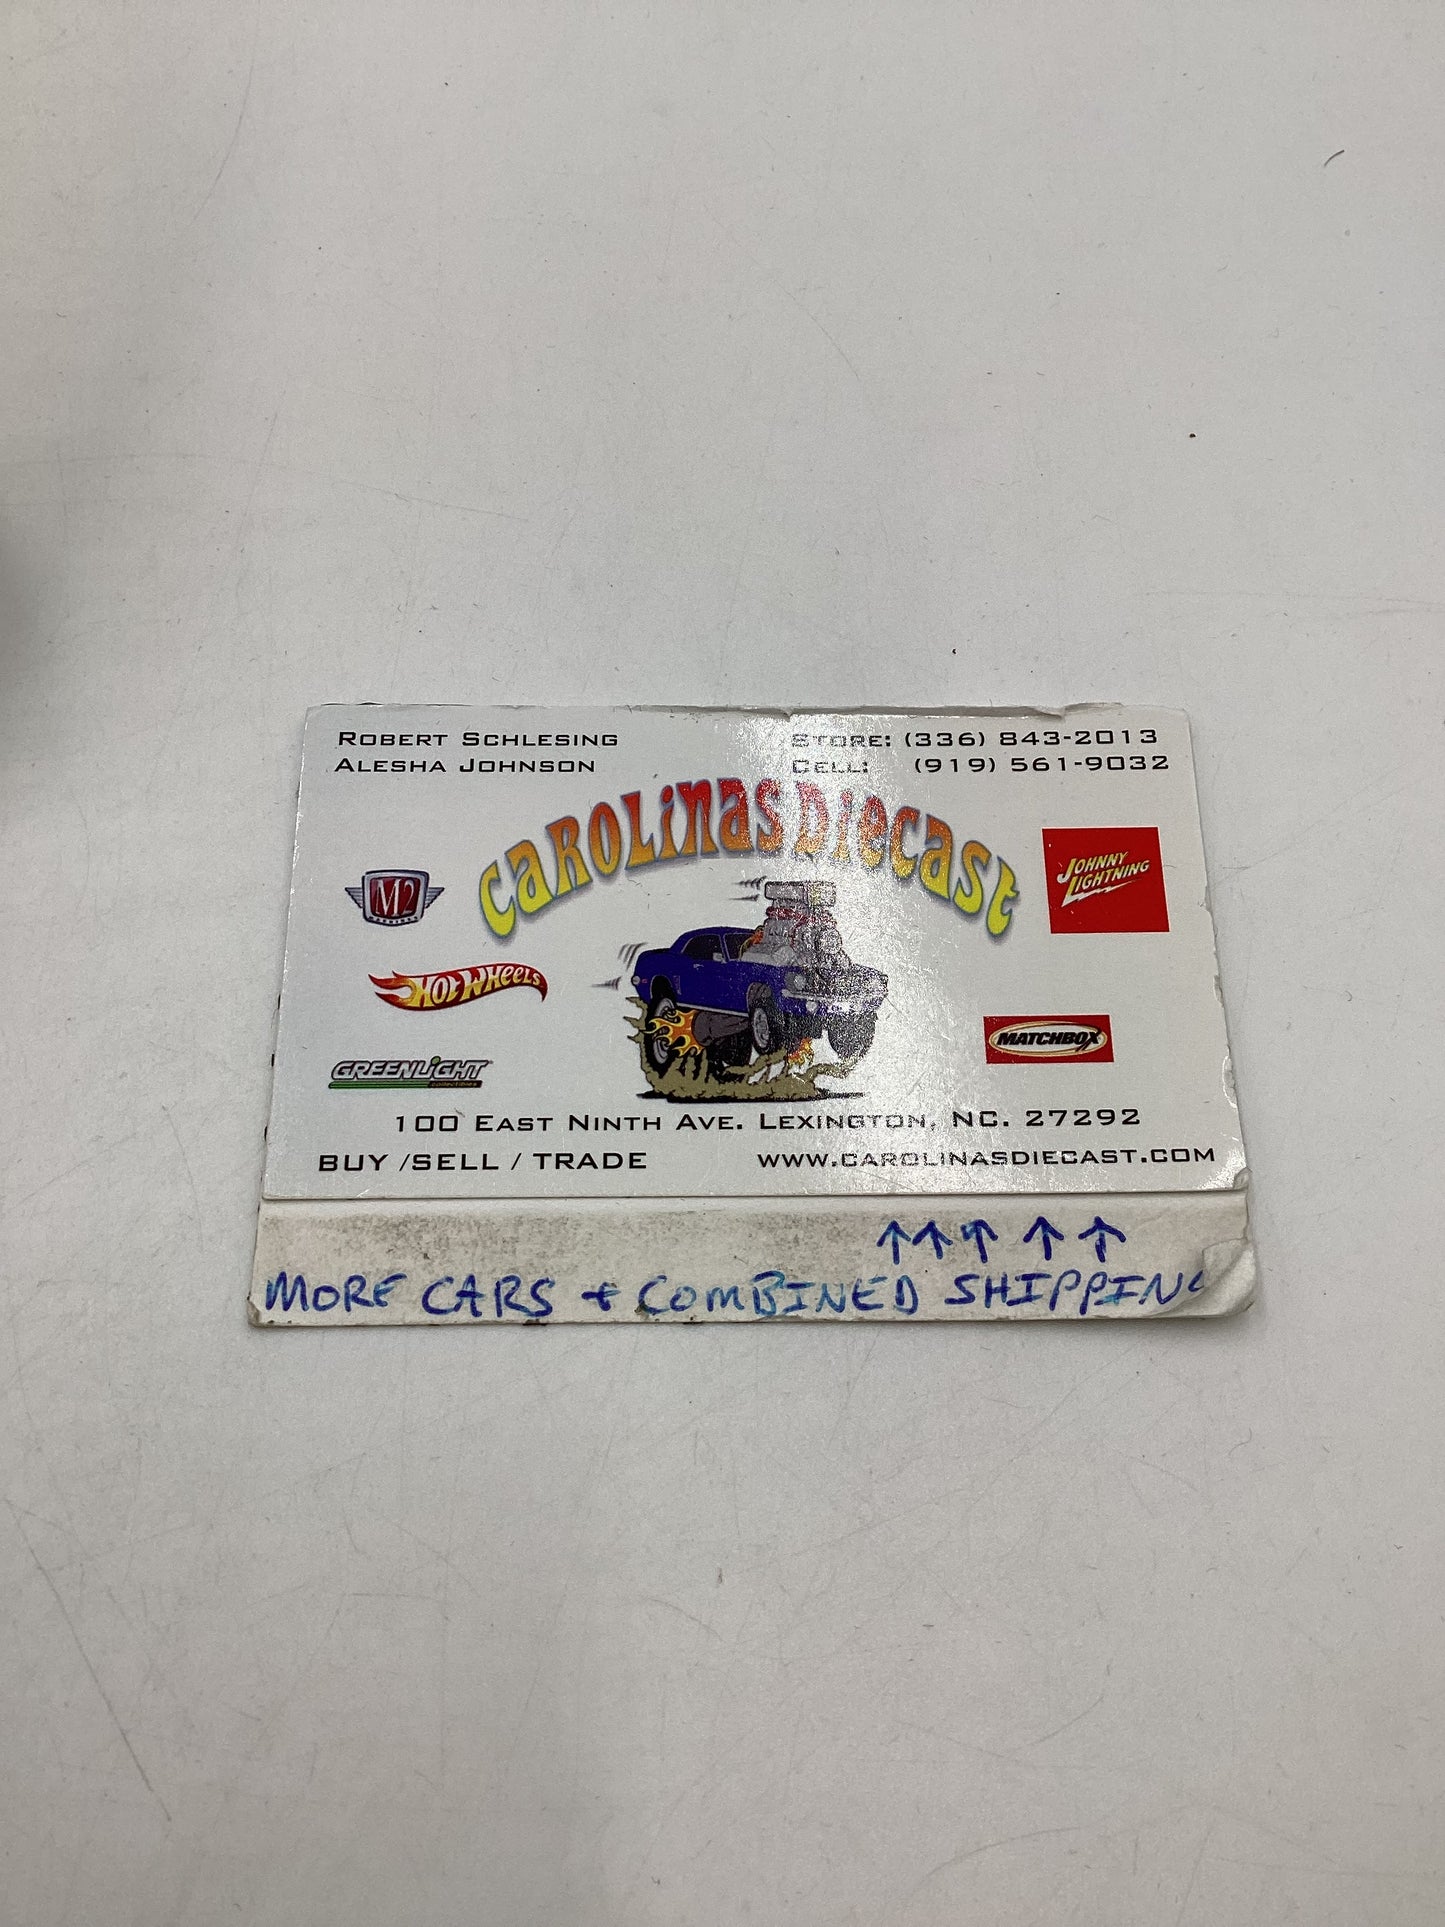 ROBERT SCHLESING
ALESHA JOHNSON
STORE: (336) 843-2013
CELL: (919) 561-9032
CAROLINAS DIECAST
M2
MACHINES
JOHNNY LIGHTNING
HOT WHEELS
MATCHBOX
GREENLIGHT
collectibles
100 EAST NINTH AVE. LEXINGTON, NC. 27292
BUY /SELL / TRADE
WWW.CAROLINASDIECAST.COM
↑↑↑↑↑
MORE CARS + COMBINED SHIPPING